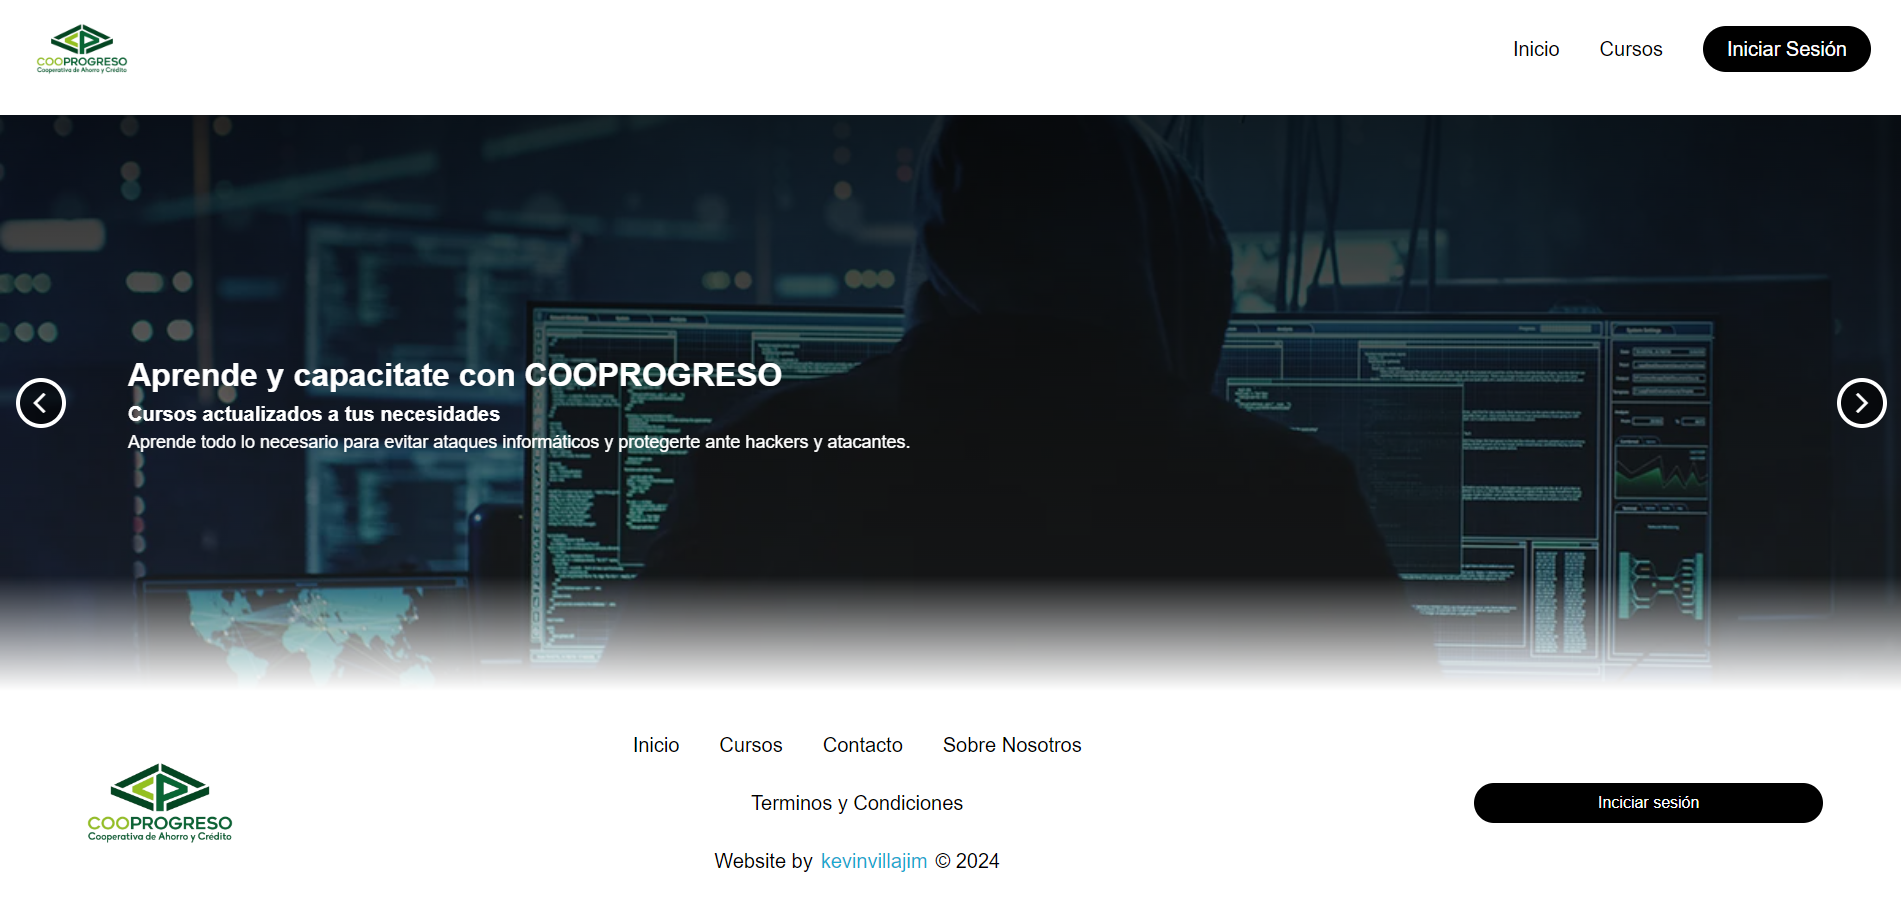 COOPROGRESO
Cooperativa de Ahorro y Crédito
Inicio
Cursos
Iniciar Sesión
Aprende y capacitate con COOPROGRESO
Cursos actualizados a tus necesidades
Aprende todo lo necesario para evitar ataques informáticos y protegerte ante hackers y atacantes.
Inicio
Cursos
Contacto
Sobre Nosotros
COOPROGRESO
Cooperativa de Ahorro y Crédito
Terminos y Condiciones
Inciciar sesión
Website by kevinvillajim © 2024